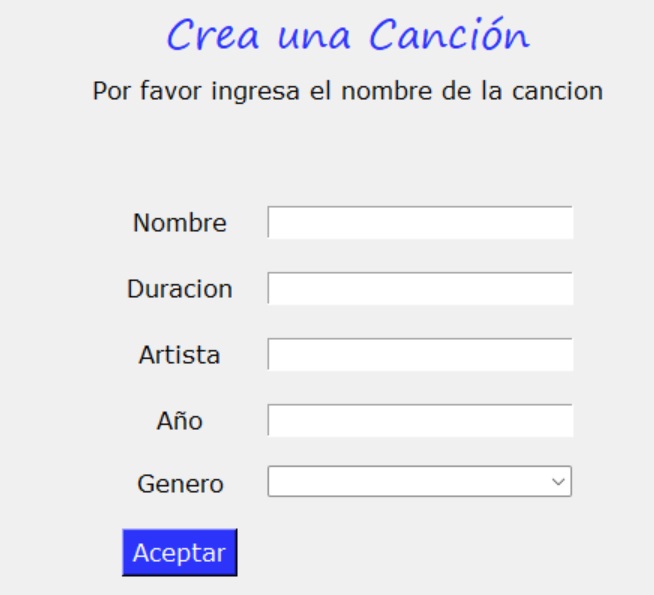 Crea una Canción
Por favor ingresa el nombre de la cancion
Nombre
Duracion
Artista
Año
Genero
Aceptar